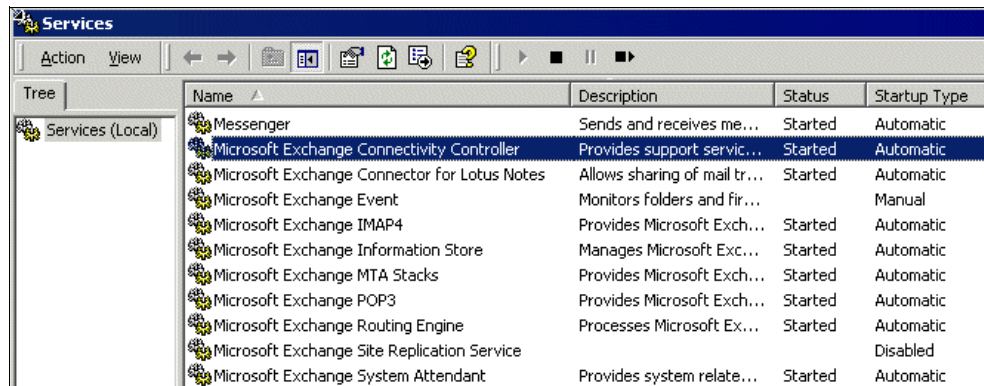 Services
Action View
Tree
Name Description Status Startup Type
Services (Local)
Messenger Sends and receives me... Started Automatic
Microsoft Exchange Connectivity Controller Provides support servic... Started Automatic
Microsoft Exchange Connector for Lotus Notes Allows sharing of mail tr... Started Automatic
Microsoft Exchange Event Monitors folders and fir... Manual
Microsoft Exchange IMAP4 Provides Microsoft Exch... Started Automatic
Microsoft Exchange Information Store Manages Microsoft Exc... Started Automatic
Microsoft Exchange MTA Stacks Provides Microsoft Exch... Started Automatic
Microsoft Exchange POP3 Provides Microsoft Exch... Started Automatic
Microsoft Exchange Routing Engine Processes Microsoft Ex... Started Automatic
Microsoft Exchange Site Replication Service Disabled
Microsoft Exchange System Attendant Provides system relate... Started Automatic